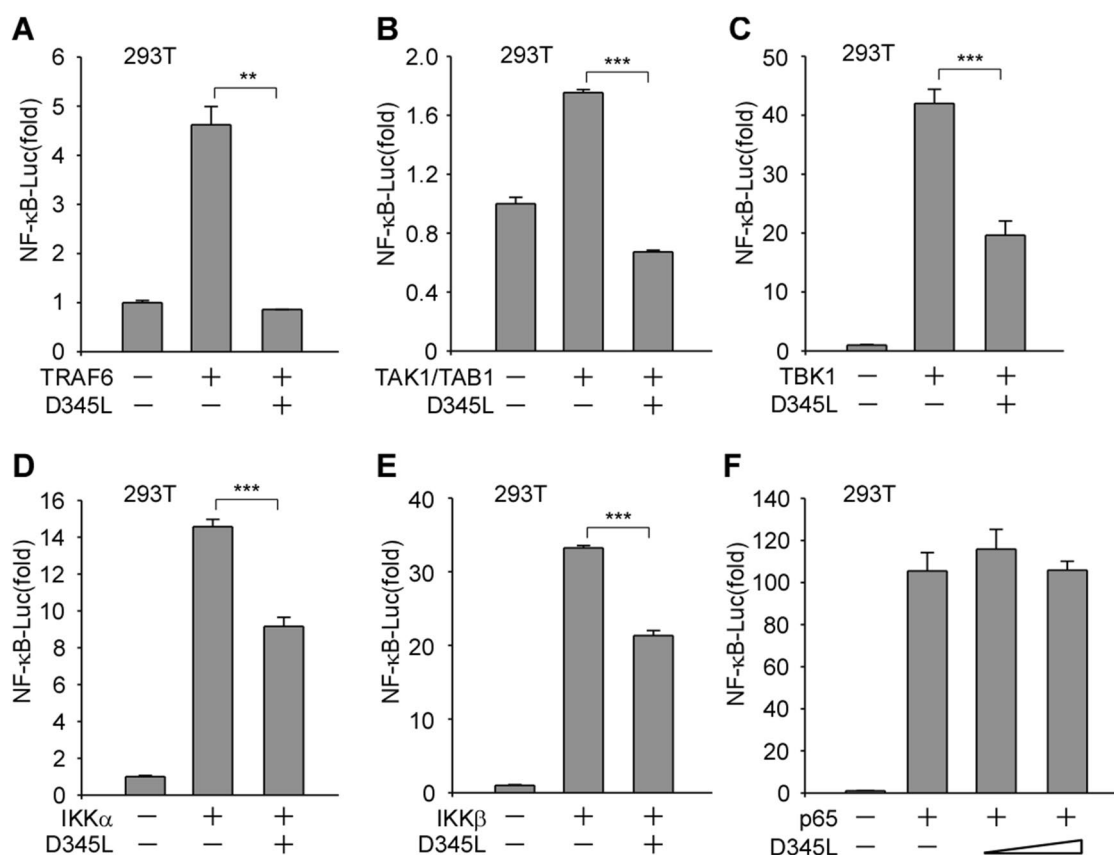 A
293T
**
NF-κB-Luc(fold)
6
5
4
3
2
1
0
TRAF6 — + +
D345L — — +
B
293T
***
NF-κB-Luc(fold)
2.0
1.6
1.2
0.8
0.4
0
TAK1/TAB1 — + +
D345L — — +
C
293T
***
NF-κB-Luc(fold)
50
40
30
20
10
0
TBK1 — + +
D345L — — +
D
293T
***
NF-κB-Luc(fold)
16
14
12
10
8
6
4
2
0
IKKα — + +
D345L — — +
E
293T
***
NF-κB-Luc(fold)
40
30
20
10
0
IKKβ — + +
D345L — — +
F
293T
NF-κB-Luc(fold)
140
120
100
80
60
40
20
0
p65 — + + +
D345L — —